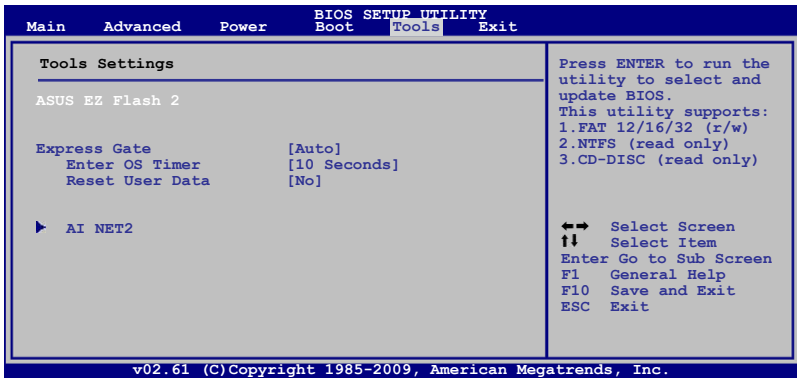 BIOS SETUP UTILITY
Main Advanced Power Boot Tools Exit
Tools Settings
ASUS EZ Flash 2
Express Gate [Auto]
Enter OS Timer [10 Seconds]
Reset User Data [No]
AI NET2
Press ENTER to run the
utility to select and
update BIOS.
This utility supports:
1.FAT 12/16/32 (r/w)
2.NTFS (read only)
3.CD-DISC (read only)
←→ Select Screen
↑↓ Select Item
Enter Go to Sub Screen
F1 General Help
F10 Save and Exit
ESC Exit
v02.61 (C)Copyright 1985-2009, American Megatrends, Inc.